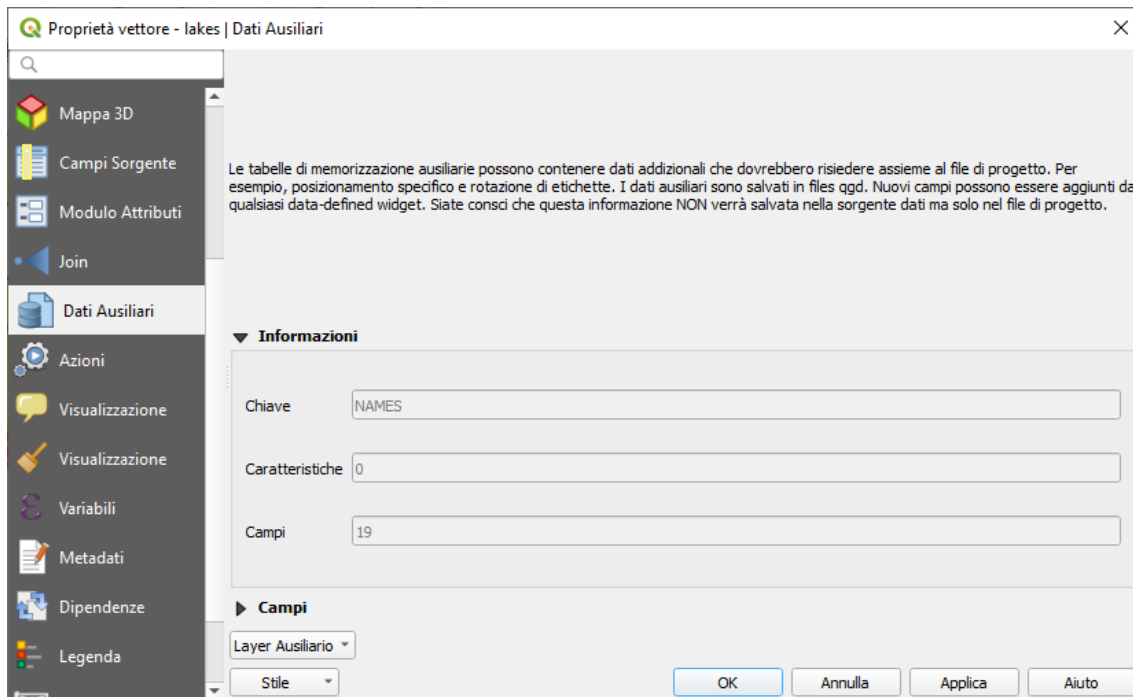 Proprietà vettore - lakes | Dati Ausiliari
Mappa 3D
Campi Sorgente
Modulo Attributi
Join
Dati Ausiliari
Azioni
Visualizzazione
Visualizzazione
Variabili
Metadati
Dipendenze
Legenda
Le tabelle di memorizzazione ausiliarie possono contenere dati addizionali che dovrebbero risiedere assieme al file di progetto. Per
esempio, posizionamento specifico e rotazione di etichette. I dati ausiliari sono salvati in files qgd. Nuovi campi possono essere aggiunti da
qualsiasi data-defined widget. Siate consci che questa informazione NON verrà salvata nella sorgente dati ma solo nel file di progetto.
Informazioni
Chiave NAMES
Caratteristiche 0
Campi 19
Campi
Layer Ausiliario
Stile OK Annulla Applica Aiuto